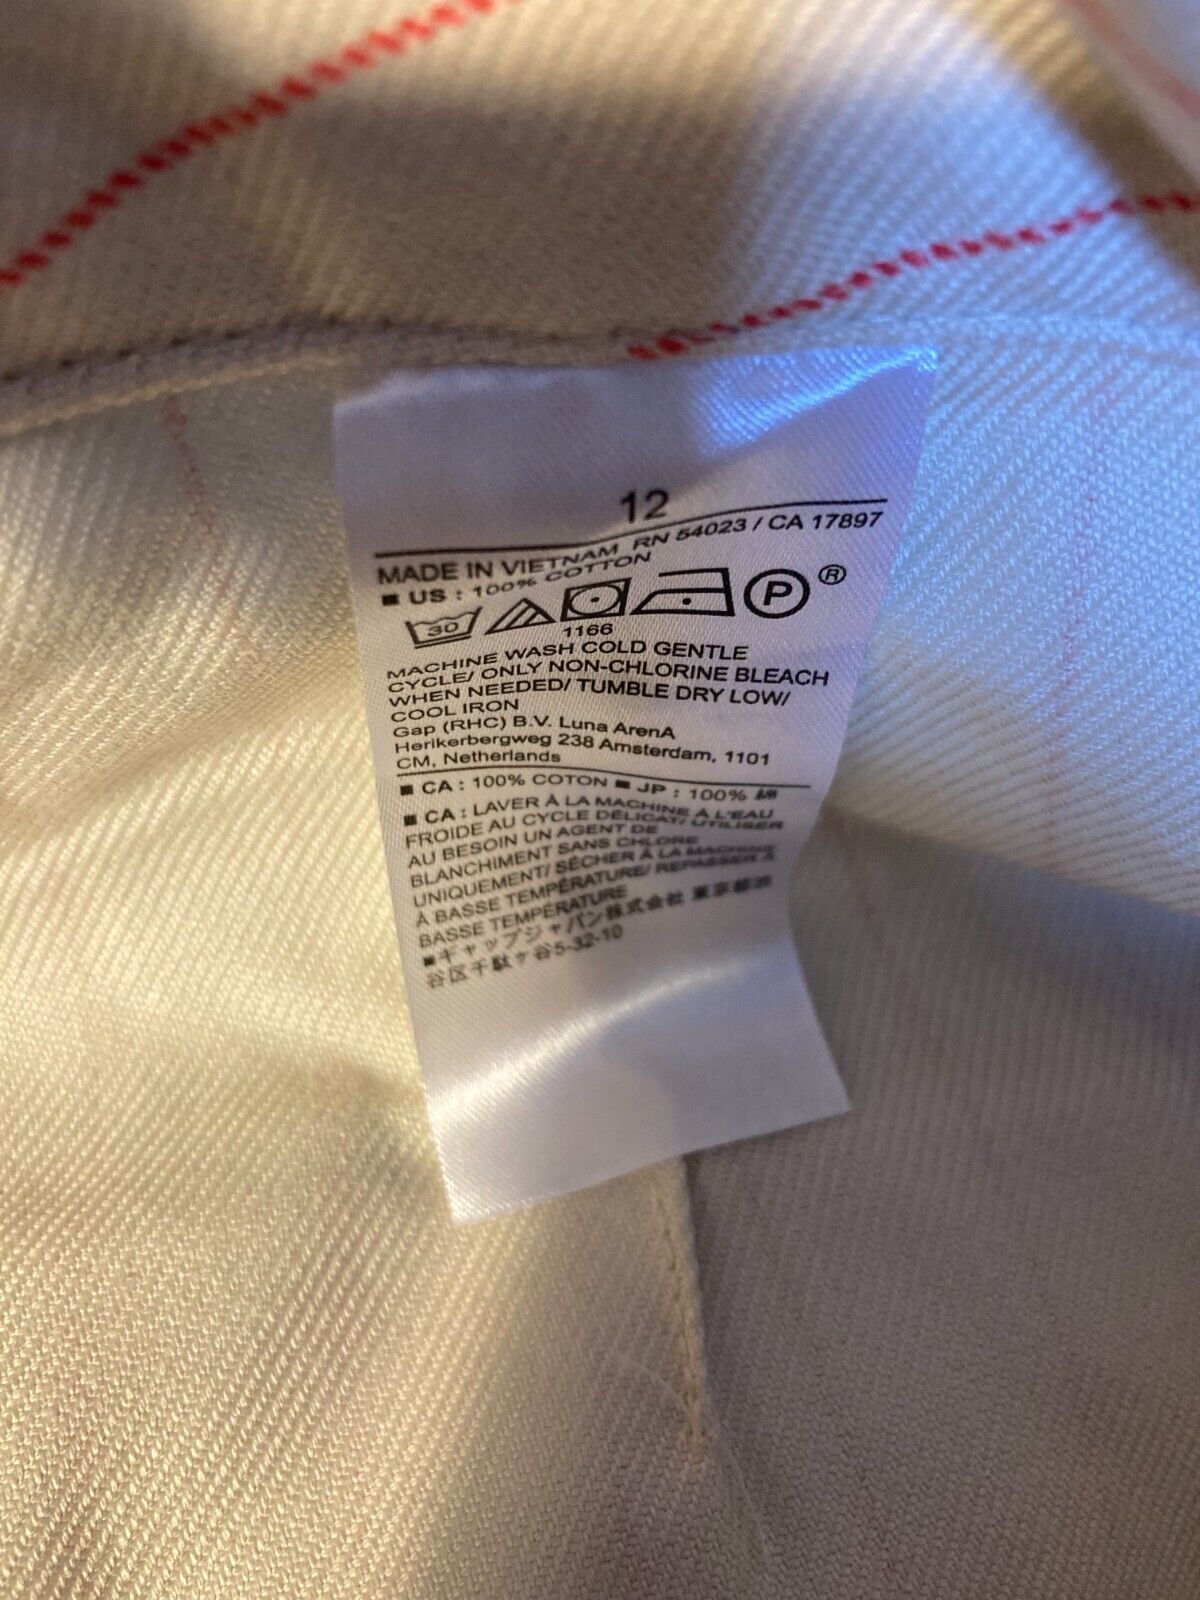 12
RN 54023 / CA 17897
MADE IN VIETNAM
■ US : 100% COTTON
30 P ®
1166
MACHINE WASH COLD GENTLE
CYCLE/ ONLY NON-CHLORINE BLEACH
WHEN NEEDED/ TUMBLE DRY LOW/
COOL IRON
Gap (RHC) B.V. Luna ArenA
Herikerbergweg 238 Amsterdam, 1101
CM, Netherlands
■ CA : 100% COTON ■ JP : 100%
■ CA : LAVER À LA MACHINE À L'EAU
FROIDE AU CYCLE DÉLICAT/ UTILISER
AU BESOIN UN AGENT DE
BLANCHIMENT SANS CHLORE
UNIQUEMENT/ SÉCHER À LA MACHINE
À BASSE TEMPÉRATURE/ REPASSER À
BASSE TEMPÉRATURE
■ギャップジャパン株式会社 東京都渋
谷区千駄ヶ谷5-32-10